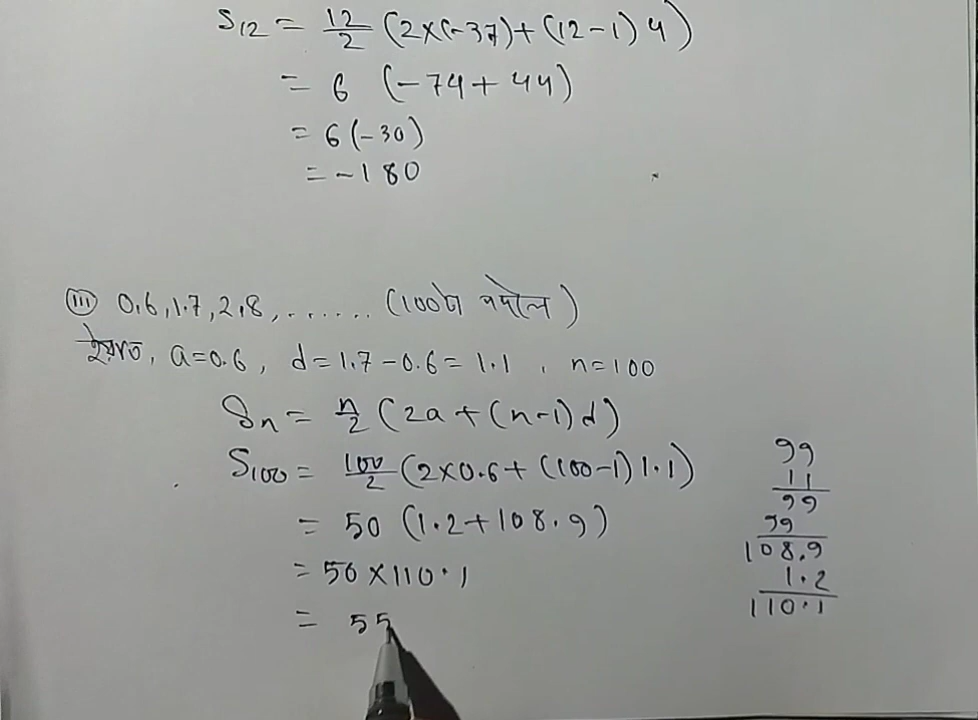 S12 = 12/2 (2×(-37)+(12-1)4)
= 6 (-74+44)
= 6(-30)
= -180
(iii) 0.6, 1.7, 2.8, ....... (100টা পদলৈ)
ইয়াত, a=0.6, d=1.7-0.6=1.1, n=100
Sn = n/2 (2a+(n-1)d)
S100 = 100/2 (2×0.6+(100-1)1.1)
= 50 (1.2+108.9)
= 50×110.1
= 55
99
11
99
99
108.9
1.2
110.1